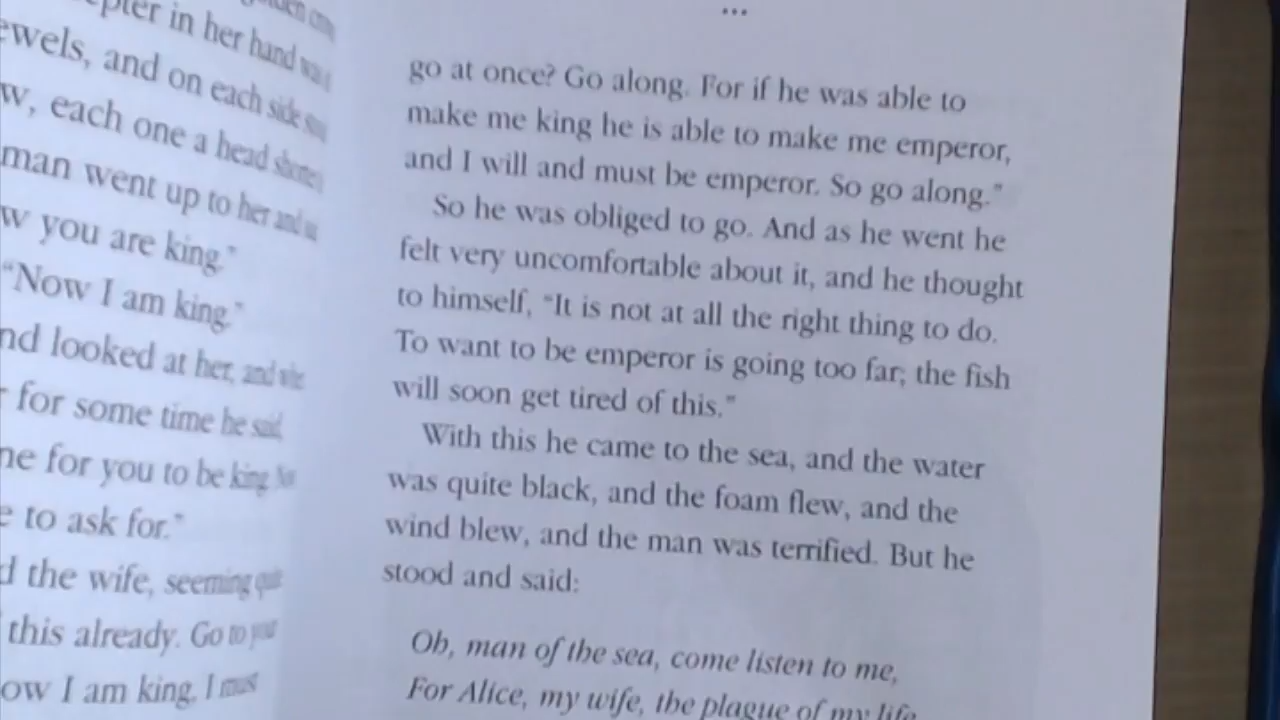 in her hand
and on each side
each one a head
man went up to her and
you are king."
"Now I am king."
looked at her, and
for some time he said,
for you to be king.
to ask for."
the wife, seeming
this already. Go to
I am king, I must
...
go at once? Go along. For if he was able to
make me king he is able to make me emperor,
and I will and must be emperor. So go along."
So he was obliged to go. And as he went he
felt very uncomfortable about it, and he thought
to himself, "It is not at all the right thing to do.
To want to be emperor is going too far; the fish
will soon get tired of this."
With this he came to the sea, and the water
was quite black, and the foam flew, and the
wind blew, and the man was terrified. But he
stood and said:
Oh, man of the sea, come listen to me,
For Alice, my wife, the plague of my life,